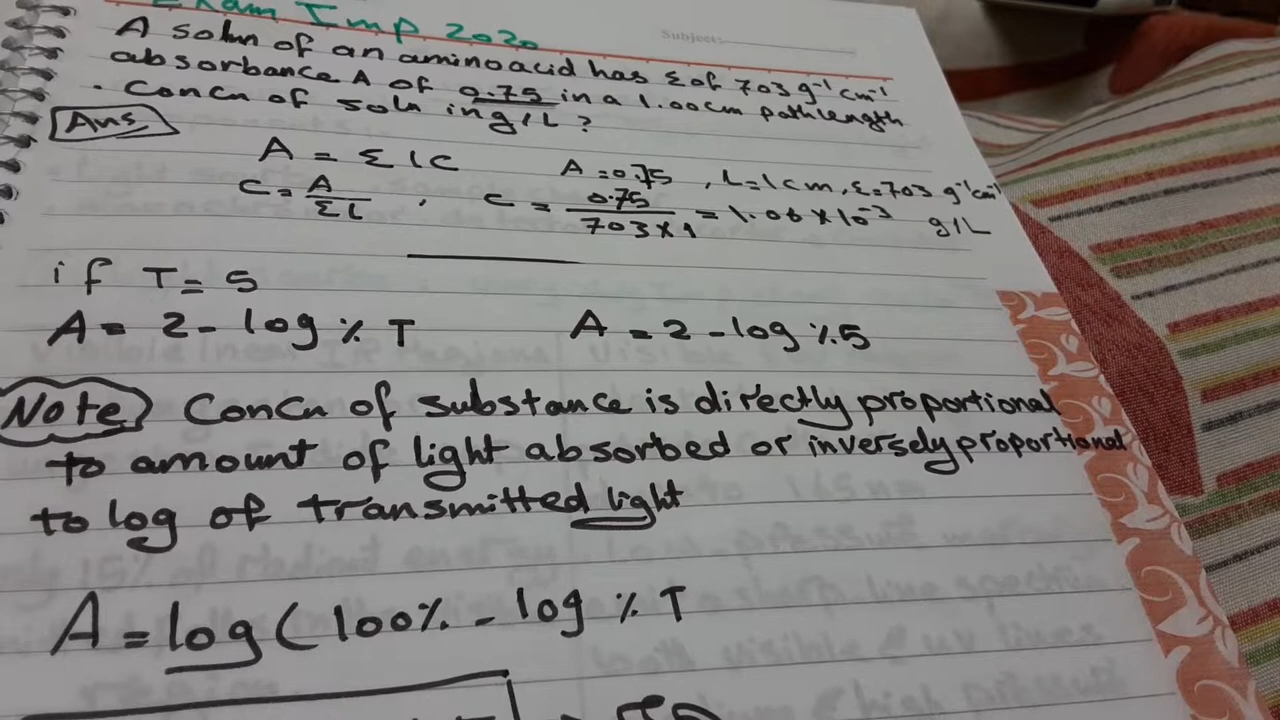 Exam Imp 2020
Subject:
A soln of an aminoacid has Σ of 703 g⁻¹ cm⁻¹
absorbance A of 0.75 in a 1.00cm pathlength
. Concn of soln in g/L ?
Ans
A = Σ l C A = 0.75 , L=1cm, Σ=703 g⁻¹cm⁻¹
C = A/ΣL , C = 0.75/703×1 = 1.06×10⁻³ g/L
if T= 5
A = 2 - log % T A = 2 - log %5
Note Concn of substance is directly proportional
to amount of light absorbed or inversely proportional
to log of transmitted light
A = log (100% - log % T